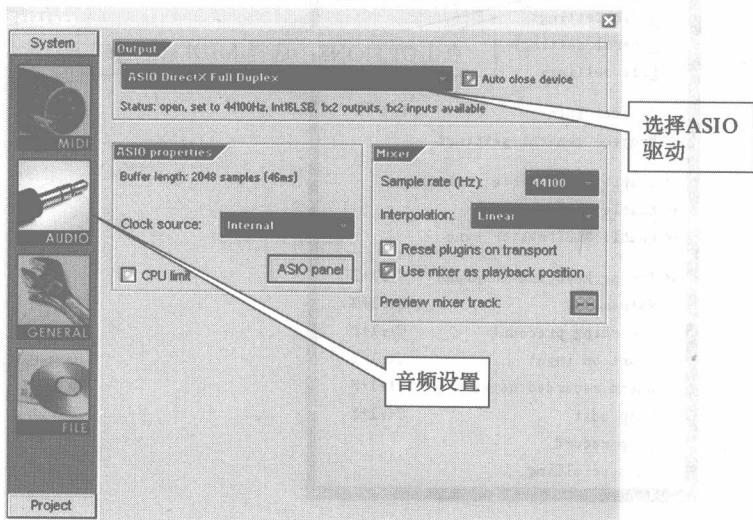 System
MIDI
AUDIO
GENERAL
FILE
Project
Output
ASIO DirectX Full Duplex
Auto close device
Status: open, set to 44100Hz, Int16LSB, 1x2 outputs, 1x2 inputs available
ASIO properties
Buffer length: 2048 samples (46ms)
Clock source: Internal
CPU limit
ASIO panel
Mixer
Sample rate (Hz): 44100
Interpolation: Linear
Reset plugins on transport
Use mixer as playback position
Preview mixer track: --
选择ASIO
驱动
音频设置